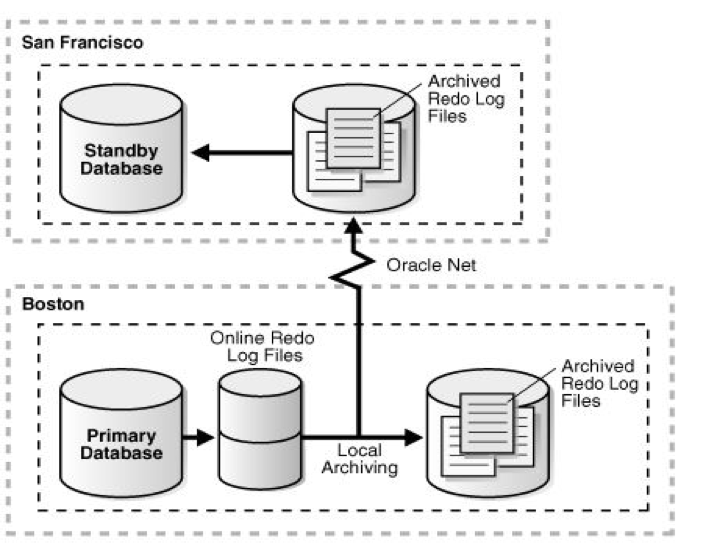 San Francisco
Archived
Redo Log
Files
Standby
Database
Oracle Net
Boston
Online Redo
Log Files
Archived
Redo Log
Files
Primary
Database
Local
Archiving